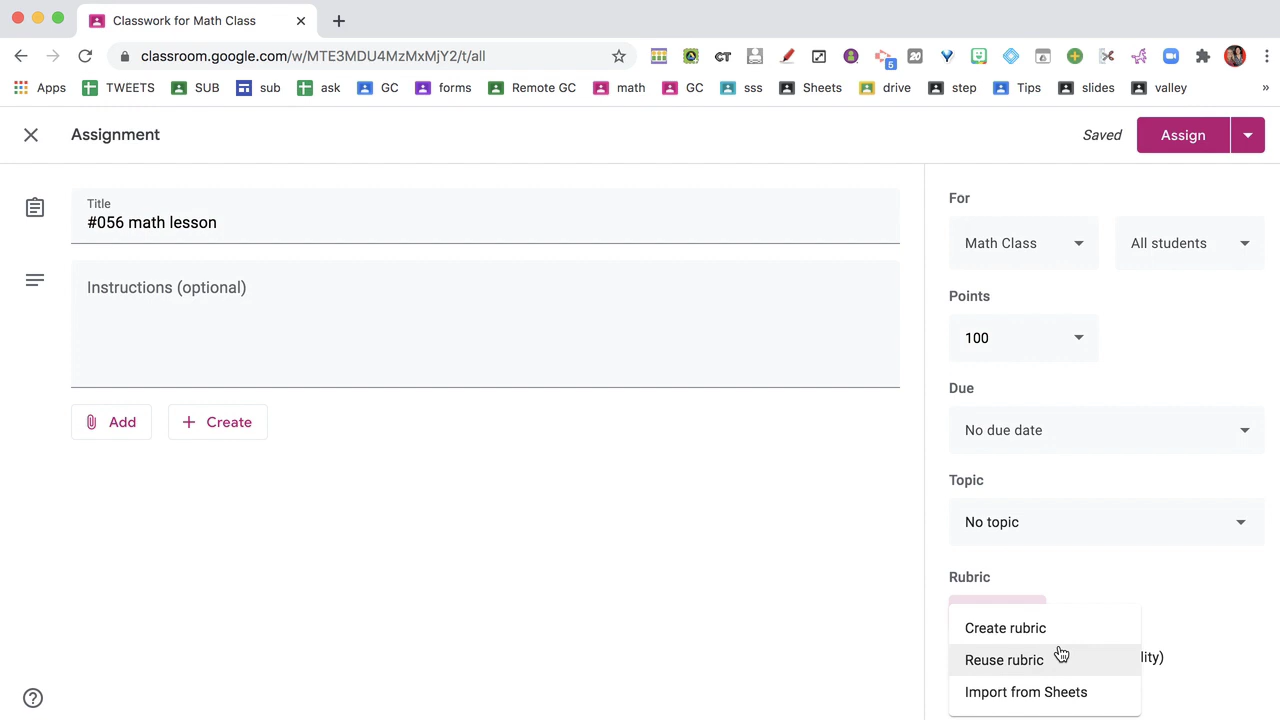 Classwork for Math Class
classroom.google.com/w/MTE3MDU4MzMxMjY2/t/all
CT
5
20
Apps
TWEETS
SUB
sub
ask
GC
forms
Remote GC
math
GC
sss
Sheets
drive
step
Tips
slides
valley
»
Assignment
Saved
Assign
Title
#056 math lesson
Instructions (optional)
Add
Create
For
Math Class
All students
Points
100
Due
No due date
Topic
No topic
Rubric
Create rubric
Reuse rubric
lity)
Import from Sheets